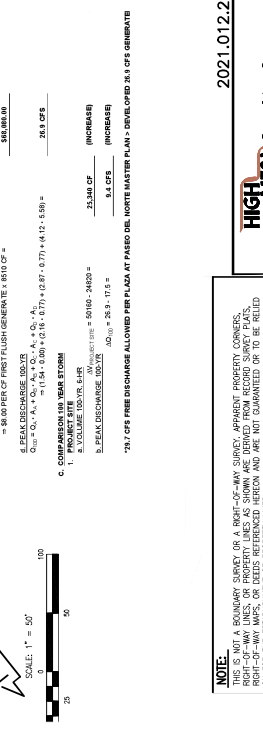 = $8.00 PER CF FIRST FLUSH GENERATE x 8510 CF = $68,080.00
d. PEAK DISCHARGE 100-YR
Q100 = QA · AA + QB · AB + QC · AC + QD · AD
= (1.54 · 0.00) + (2.16 · 0.77) + (2.87 · 0.77) + (4.12 · 5.58) = 26.9 CFS
C. COMPARISON 100 YEAR STORM
1. PROJECT SITE
a. VOLUME 100-YR, 6-HR
ΔVPROJECT SITE = 50160 - 24820 = 25,340 CF (INCREASE)
b. PEAK DISCHARGE 100-YR
ΔQ100 = 26.9 - 17.5 = 9.4 CFS (INCREASE)
*29.7 CFS FREE DISCHARGE ALLOWED PER PLAZA AT PASEO DEL NORTE MASTER PLAN > DEVELOPED 26.9 CFS GENERATE
SCALE: 1" = 50'
25 0 50 100
NOTE:
THIS IS NOT A BOUNDARY SURVEY OR A RIGHT-OF-WAY SURVEY. APPARENT PROPERTY CORNERS,
RIGHT-OF-WAY LINES, OR PROPERTY LINES AS SHOWN ARE DERIVED FROM RECORD SURVEY PLATS,
RIGHT-OF-WAY MAPS, OR DEEDS REFERENCED HEREON AND ARE NOT GUARANTEED OR TO BE RELIED
2021.012.2
HIGH